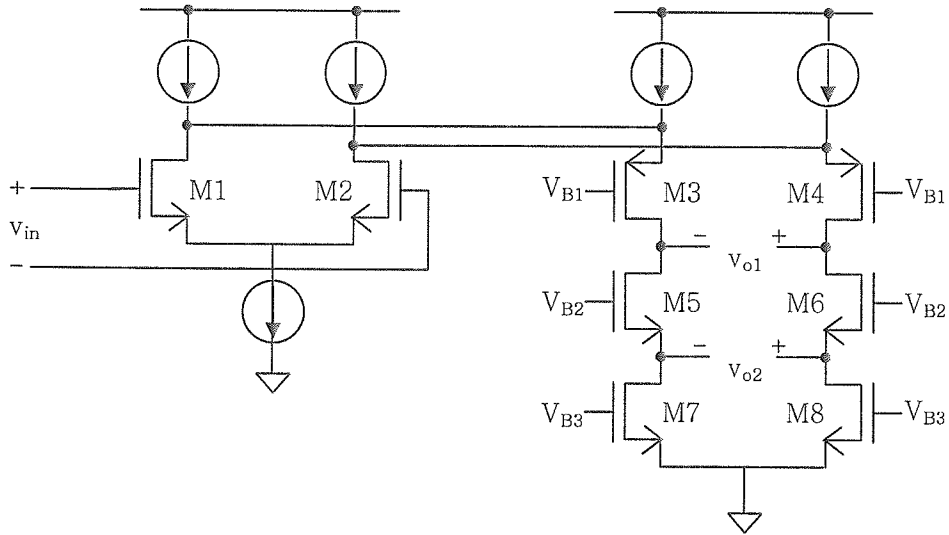 +
v_in
−
M1
M2
V_B1
M3
M4
V_B1
−
v_o1
+
V_B2
M5
M6
V_B2
−
v_o2
+
V_B3
M7
M8
V_B3